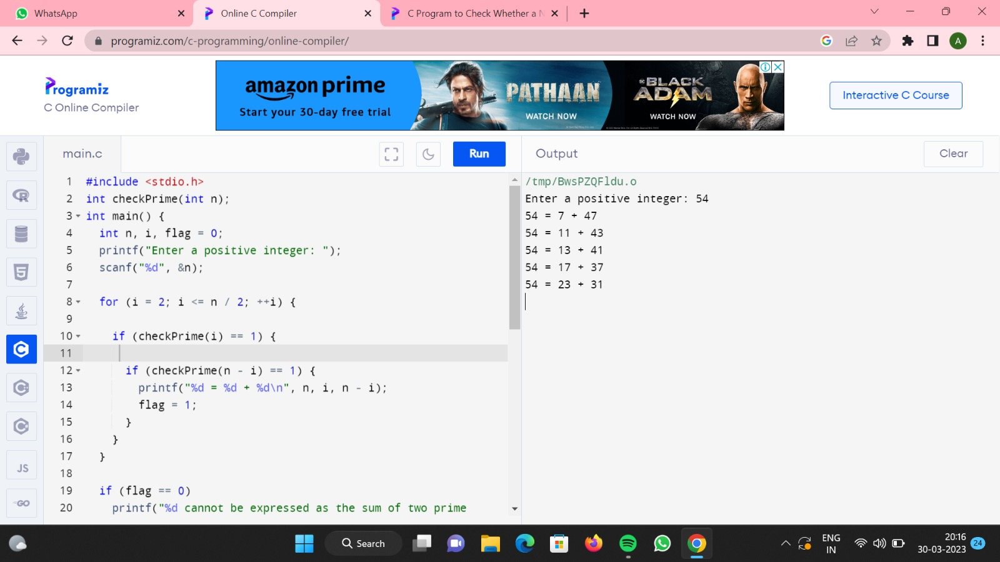 WhatsApp
Online C Compiler
C Program to Check Whether a N
programiz.com/c-programming/online-compiler/
A
Programiz
C Online Compiler
amazon prime
Start your 30-day free trial
PATHAAN
WATCH NOW
DC
BLACK
ADAM
WATCH NOW
Interactive C Course
main.c
Run
Output
Clear
1 #include <stdio.h>
2 int checkPrime(int n);
3 int main() {
4 int n, i, flag = 0;
5 printf("Enter a positive integer: ");
6 scanf("%d", &n);
7
8 for (i = 2; i <= n / 2; ++i) {
9
10 if (checkPrime(i) == 1) {
11
12 if (checkPrime(n - i) == 1) {
13 printf("%d = %d + %d\n", n, i, n - i);
14 flag = 1;
15 }
16 }
17 }
18
19 if (flag == 0)
20 printf("%d cannot be expressed as the sum of two prime
/tmp/BwsPZQFldu.o
Enter a positive integer: 54
54 = 7 + 47
54 = 11 + 43
54 = 13 + 41
54 = 17 + 37
54 = 23 + 31
R
5
C
C
C
JS
GO
Search
ENG
IN
20:16
30-03-2023
24